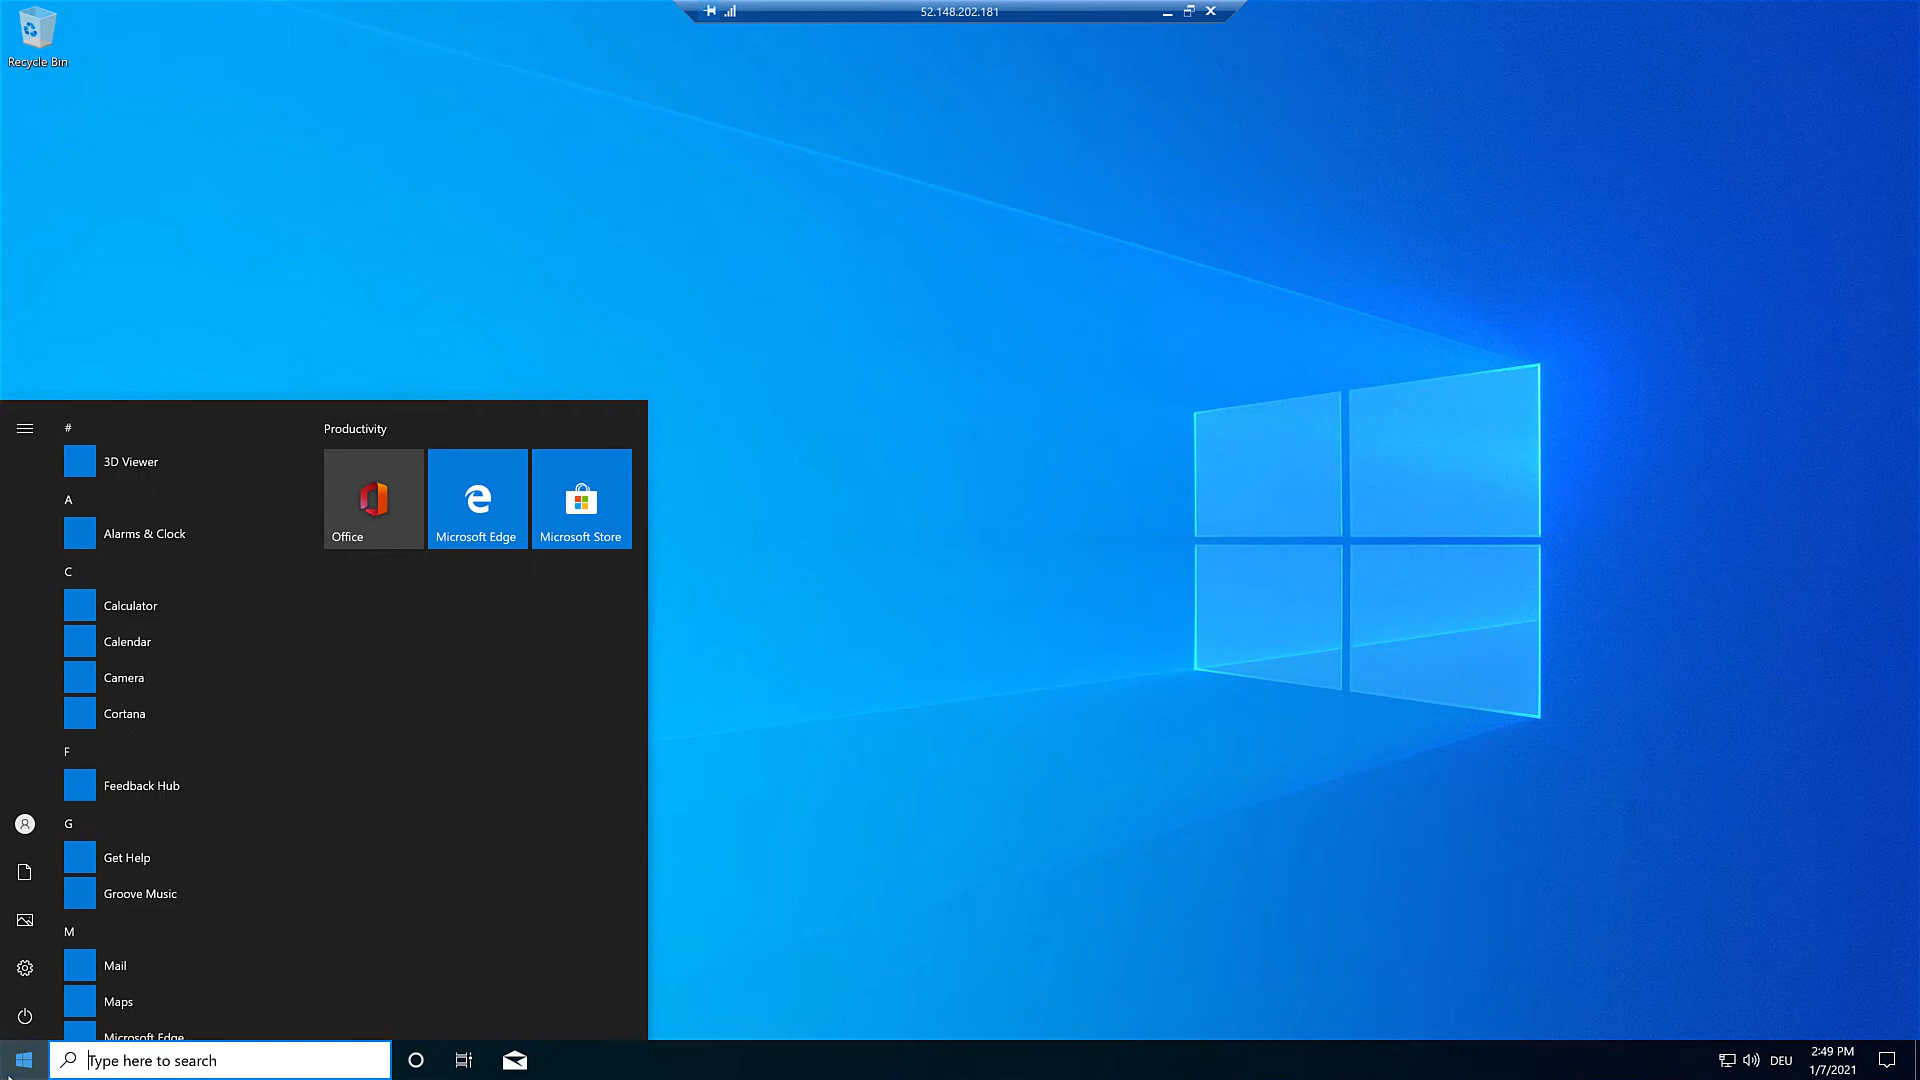 52.148.202.181
Recycle Bin
#
3D Viewer
A
Alarms & Clock
C
Calculator
Calendar
Camera
Cortana
F
Feedback Hub
G
Get Help
Groove Music
M
Mail
Maps
Microsoft Edge
Productivity
Office
Microsoft Edge
Microsoft Store
Type here to search
DEU
2:49 PM
1/7/2021